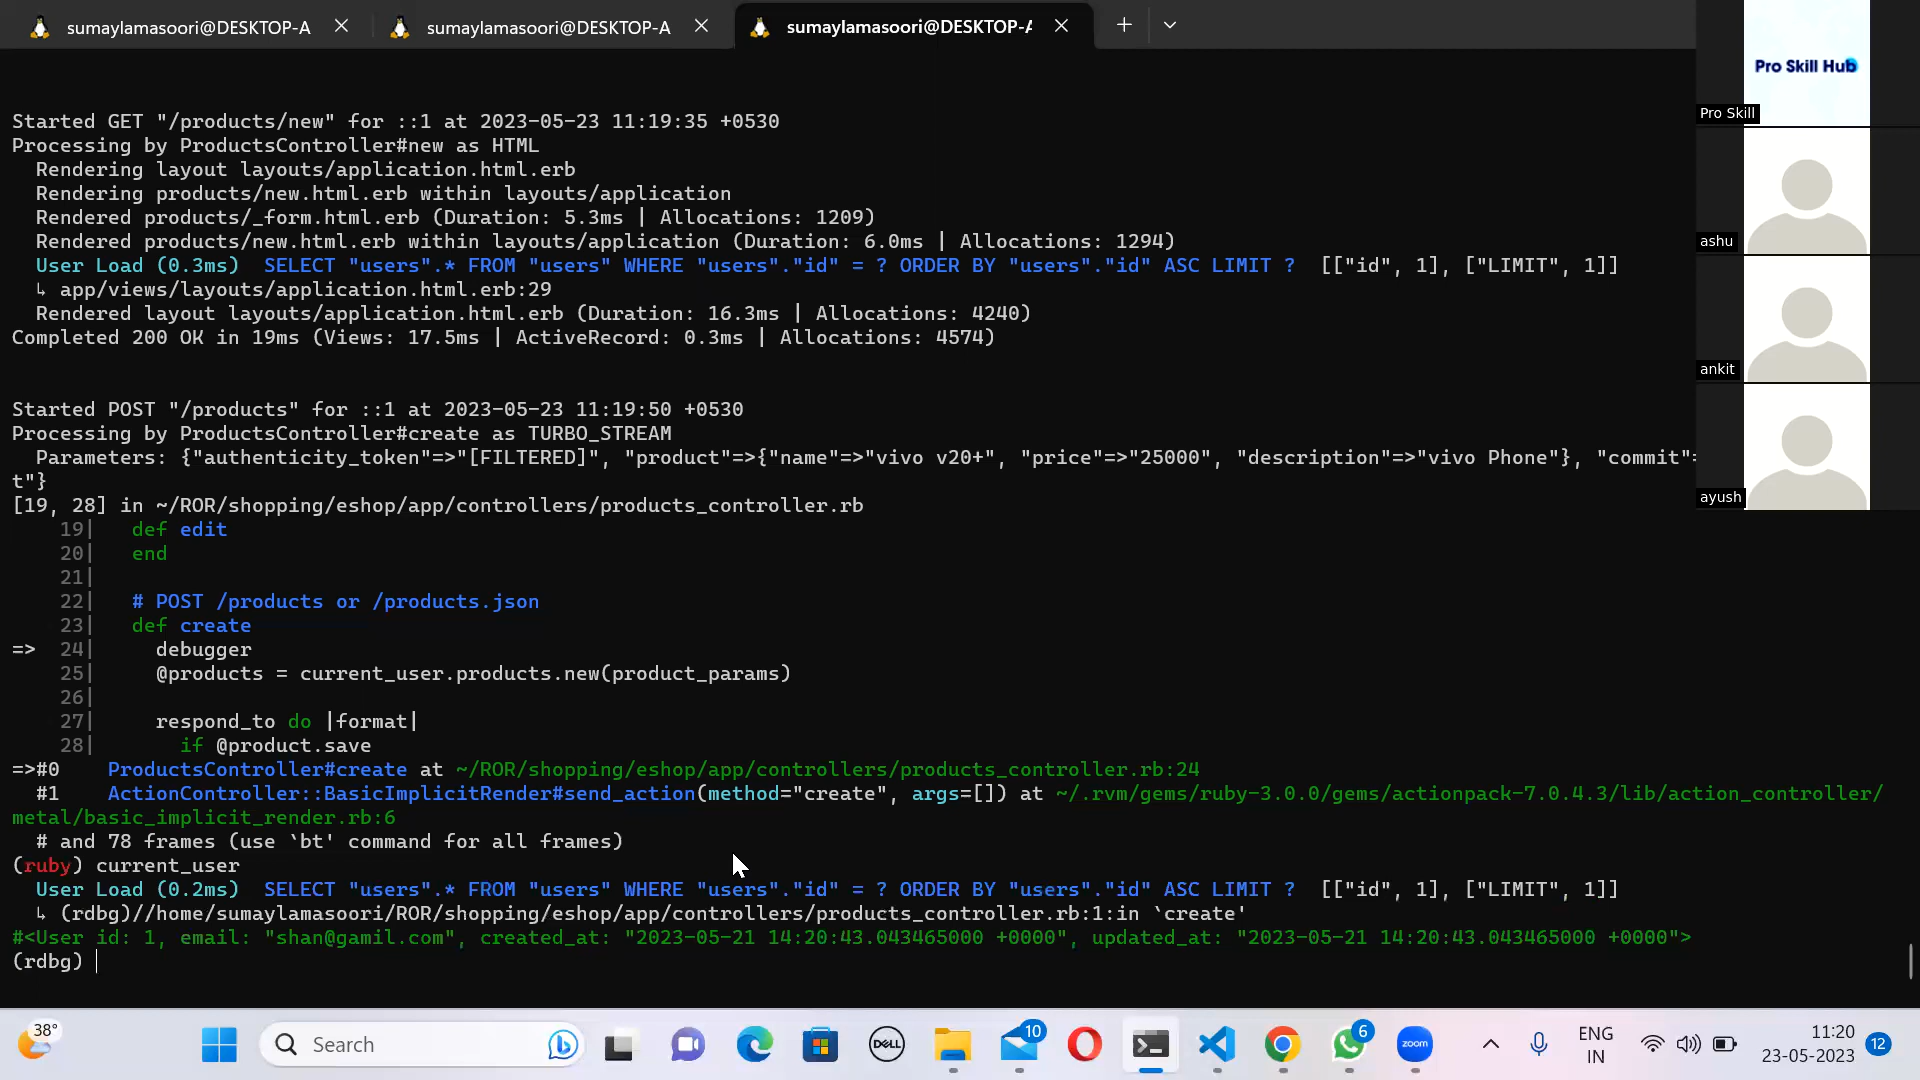 sumaylamasoori@DESKTOP-A
sumaylamasoori@DESKTOP-A
sumaylamasoori@DESKTOP-A
Started GET "/products/new" for ::1 at 2023-05-23 11:19:35 +0530
Processing by ProductsController#new as HTML
Rendering layout layouts/application.html.erb
Rendering products/new.html.erb within layouts/application
Rendered products/_form.html.erb (Duration: 5.3ms | Allocations: 1209)
Rendered products/new.html.erb within layouts/application (Duration: 6.0ms | Allocations: 1294)
User Load (0.3ms)  SELECT "users".* FROM "users" WHERE "users"."id" = ? ORDER BY "users"."id" ASC LIMIT ?  [["id", 1], ["LIMIT", 1]]
↳ app/views/layouts/application.html.erb:29
Rendered layout layouts/application.html.erb (Duration: 16.3ms | Allocations: 4240)
Completed 200 OK in 19ms (Views: 17.5ms | ActiveRecord: 0.3ms | Allocations: 4574)
Started POST "/products" for ::1 at 2023-05-23 11:19:50 +0530
Processing by ProductsController#create as TURBO_STREAM
Parameters: {"authenticity_token"=>"[FILTERED]", "product"=>{"name"=>"vivo v20+", "price"=>"25000", "description"=>"vivo Phone"}, "commit"=
t"}
[19, 28] in ~/ROR/shopping/eshop/app/controllers/products_controller.rb
19|   def edit
20|   end
21|
22|   # POST /products or /products.json
23|   def create
=>  24|     debugger
25|     @products = current_user.products.new(product_params)
26|
27|     respond_to do |format|
28|       if @product.save
=>#0    ProductsController#create at ~/ROR/shopping/eshop/app/controllers/products_controller.rb:24
#1    ActionController::BasicImplicitRender#send_action(method="create", args=[]) at ~/.rvm/gems/ruby-3.0.0/gems/actionpack-7.0.4.3/lib/action_controller/
metal/basic_implicit_render.rb:6
# and 78 frames (use `bt' command for all frames)
(ruby) current_user
User Load (0.2ms)  SELECT "users".* FROM "users" WHERE "users"."id" = ? ORDER BY "users"."id" ASC LIMIT ?  [["id", 1], ["LIMIT", 1]]
↳ (rdbg)//home/sumaylamasoori/ROR/shopping/eshop/app/controllers/products_controller.rb:1:in `create'
#<User id: 1, email: "shan@gamil.com", created_at: "2023-05-21 14:20:43.043465000 +0000", updated_at: "2023-05-21 14:20:43.043465000 +0000">
(rdbg)
Pro Skill Hub
Pro Skill
ashu
ankit
ayush
38°
Search
DELL
10
6
zoom
ENG
IN
11:20
23-05-2023
12